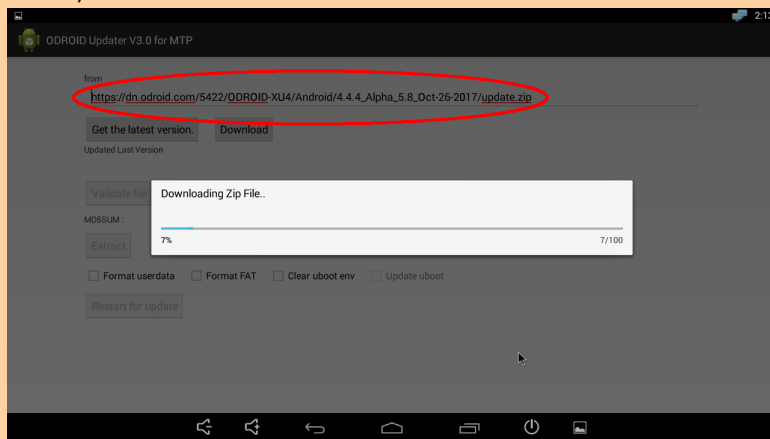 2:13
ODROID Updater V3.0 for MTP
from
https://dn.odroid.com/5422/ODROID-XU4/Android/4.4.4_Alpha_5.8_Oct-26-2017/update.zip
Get the latest version. Download
Updated Last Version
Validate file
Downloading Zip File..
MD5SUM :
7% 7/100
Extract
Format userdata Format FAT Clear uboot env Update uboot
Restart for update